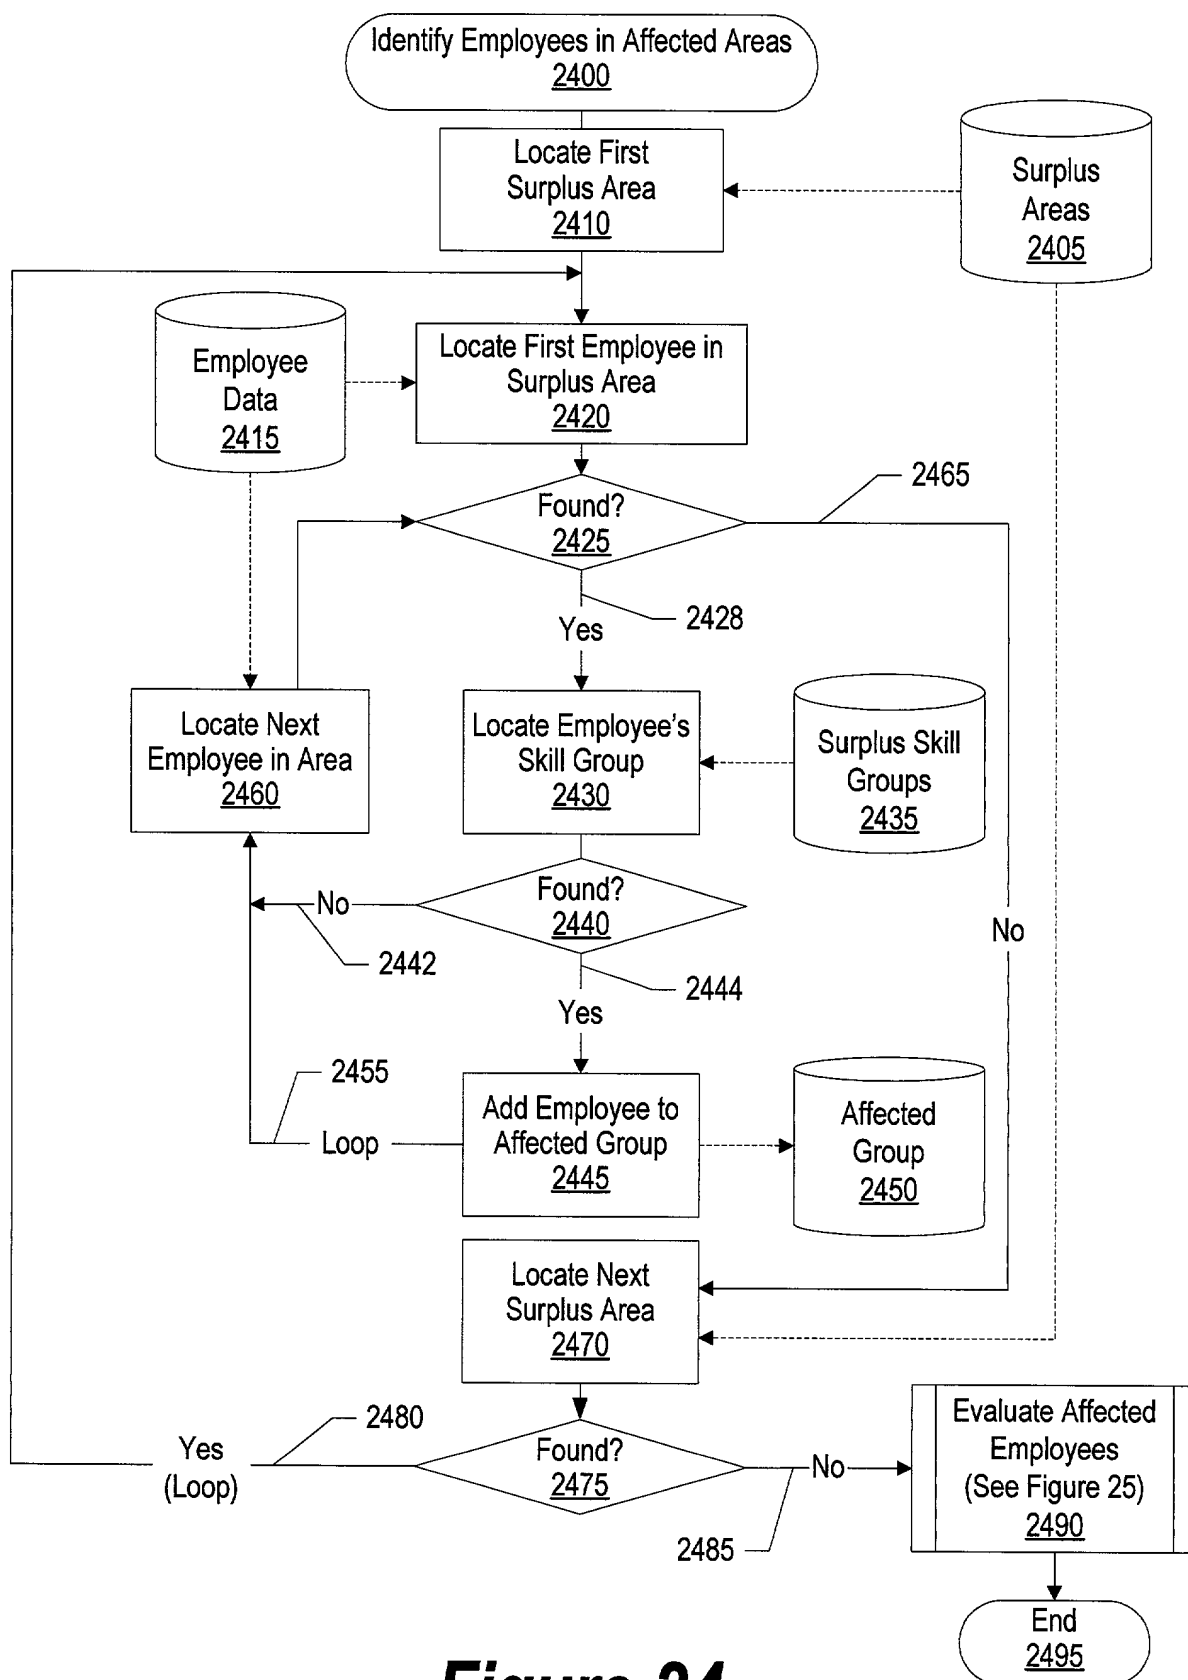 Identify Employees in Affected Areas
2400
Locate First
Surplus Area
2410
Surplus
Areas
2405
Employee
Data
2415
Locate First Employee in
Surplus Area
2420
2465
Found?
2425
2428
Yes
Locate Next
Employee in Area
2460
Locate Employee's
Skill Group
2430
Surplus Skill
Groups
2435
Found?
2440
No
2442
No
2444
Yes
2455
Loop
Add Employee to
Affected Group
2445
Affected
Group
2450
Locate Next
Surplus Area
2470
2480
Yes
(Loop)
Found?
2475
No
2485
Evaluate Affected
Employees
(See Figure 25)
2490
End
2495
Figure 24